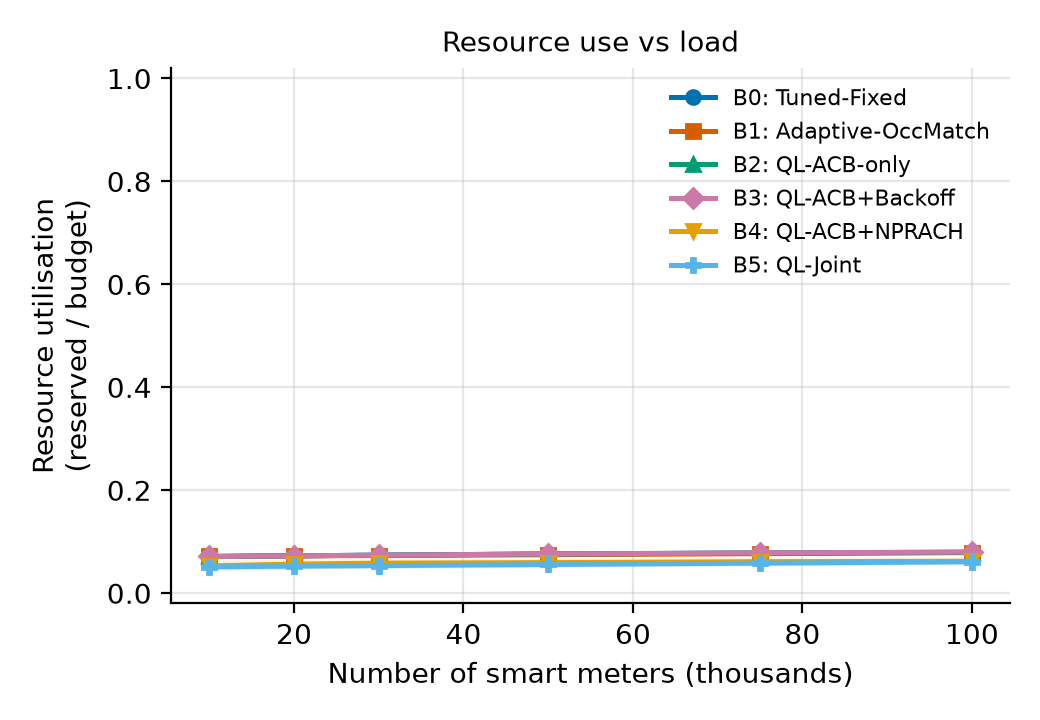 Resource use vs load
Resource utilisation
(reserved / budget)
1.0
0.8
0.6
0.4
0.2
0.0
B0: Tuned-Fixed
B1: Adaptive-OccMatch
B2: QL-ACB-only
B3: QL-ACB+Backoff
B4: QL-ACB+NPRACH
B5: QL-Joint
20 40 60 80 100
Number of smart meters (thousands)